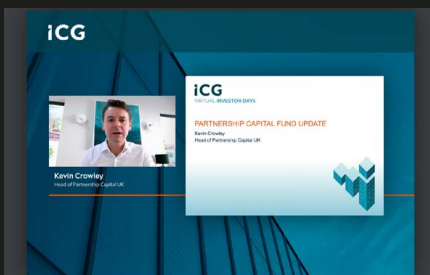 iCG
iCG
VIRTUAL INVESTOR DAYS
PARTNERSHIP CAPITAL FUND UPDATE
Kevin Crowley
Head of Partnership Capital UK
Kevin Crowley
Head of Partnership Capital UK